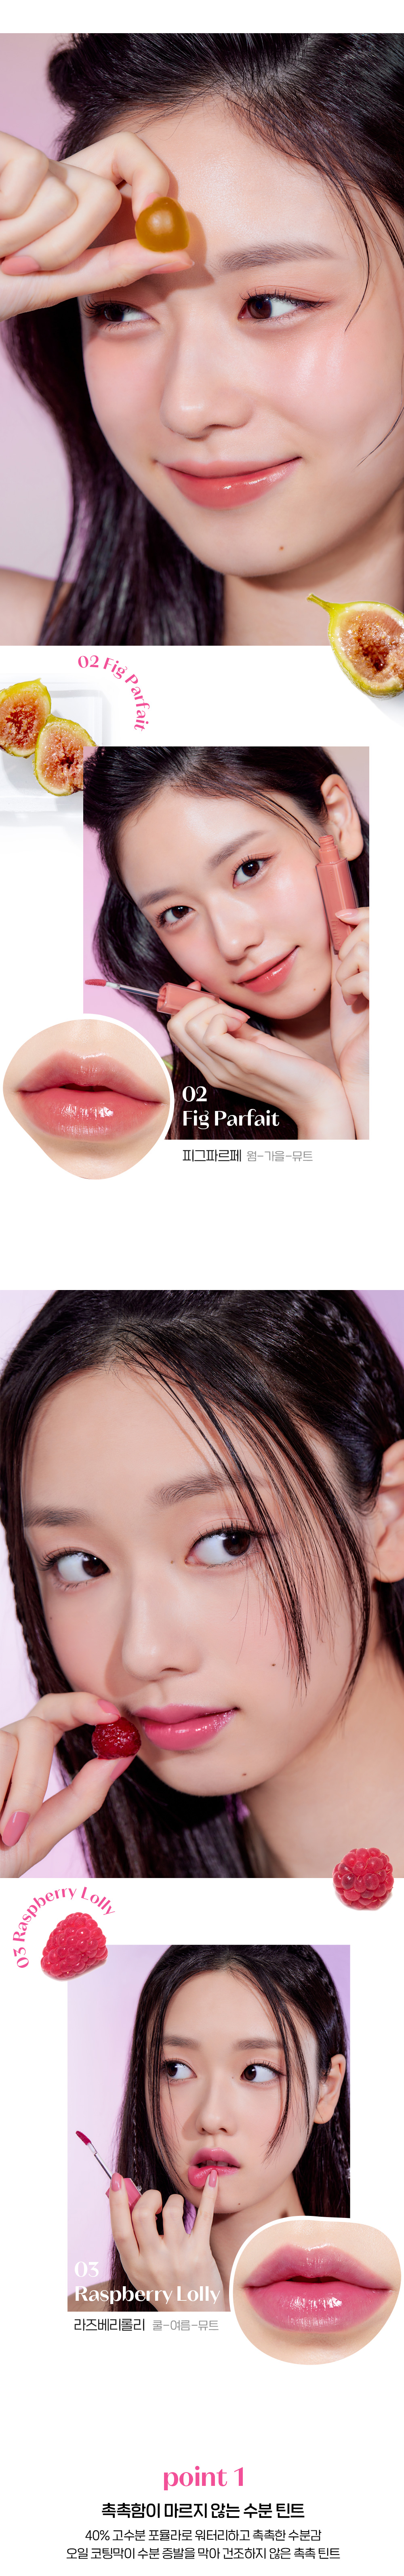 02 Fig Parfait
02
Fig Parfait
피그파르페 웜-가을-뮤트
03 Raspberry Lolly
03
Raspberry Lolly
라즈베리롤리 쿨-여름-뮤트
point 1
촉촉함이 마르지 않는 수분 틴트
40% 고수분 포뮬라로 워터리하고 촉촉한 수분감
오일 코팅막이 수분 증발을 막아 건조하지 않은 촉촉 틴트